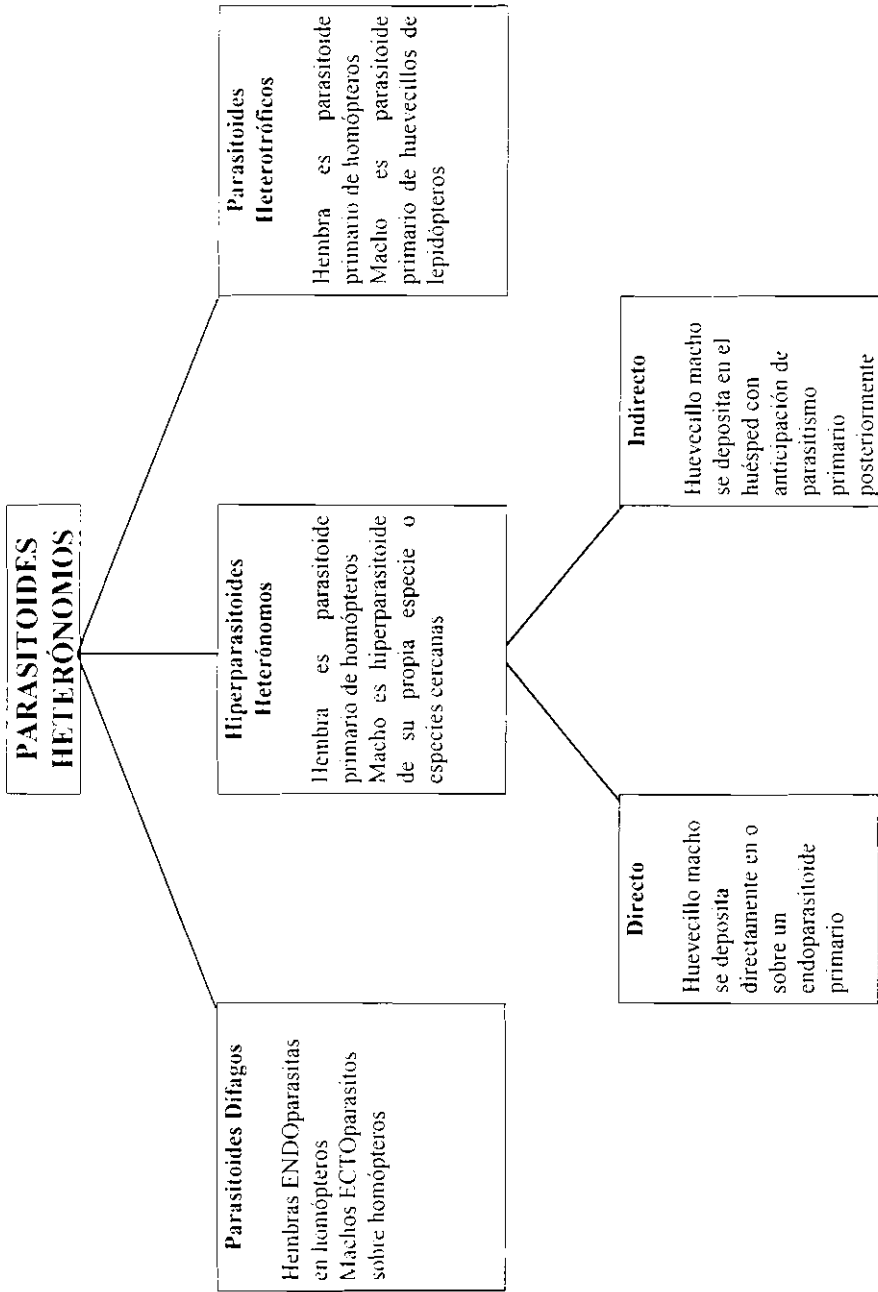 PARASITOIDES
HETERÓNOMOS
Parasitoides Difagos
Hembras ENDOparasitas
en homópteros
Machos ECTOparasitos
sobre homópteros
Hiperparasitoides
Heterónomos
Hembra es parasitoide
primario de homópteros
Macho es hiperparasitoide
de su propia especie o
especies cercanas
Parasitoides
Heterotróficos
Hembra es parasitoide
primario de homópteros
Macho es parasitoide
primario de huevecillos de
lepidópteros
Directo
Huevecillo macho
se deposita
directamente en o
sobre un
endoparasitoide
primario
Indirecto
Huevecillo macho
se deposita en el
huésped con
anticipación de
parasitismo
primario
posteriormente